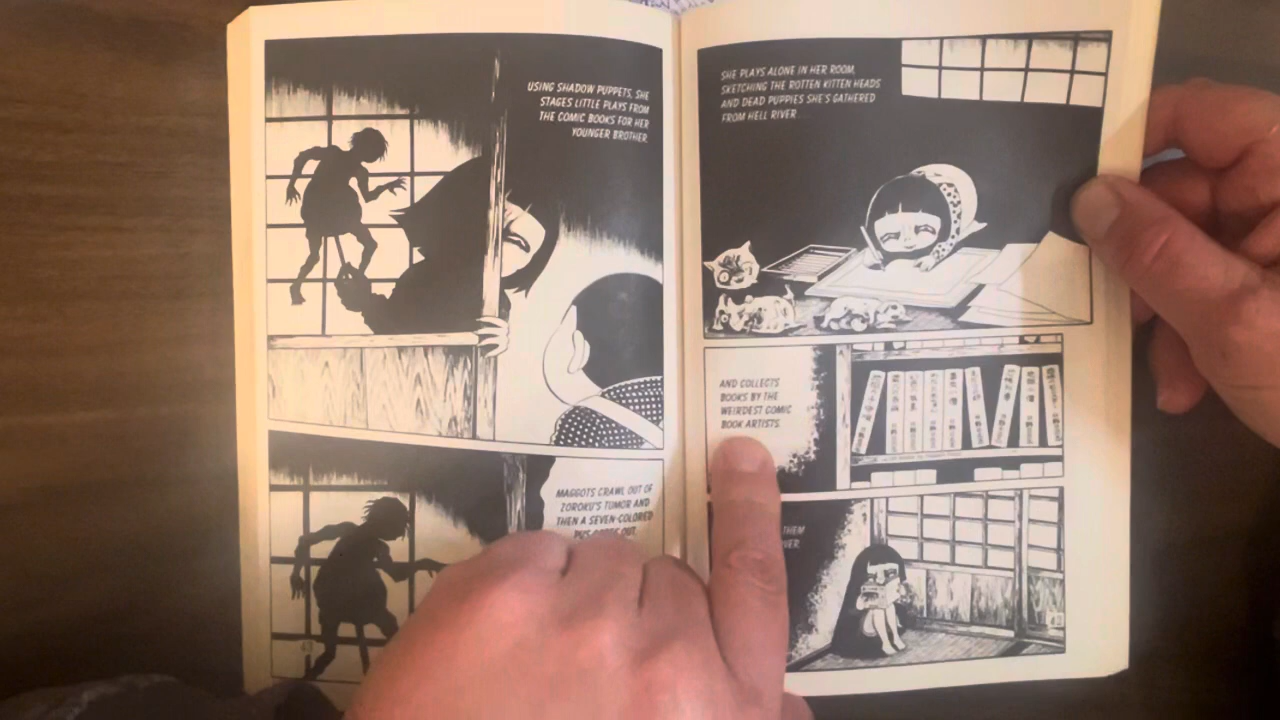 USING SHADOW PUPPETS, SHE
STAGES LITTLE PLAYS FROM
THE COMIC BOOKS FOR HER
YOUNGER BROTHER.
MAGGOTS CRAWL OUT OF
ZOROKU'S TUMOR AND
THEN A SEVEN-COLORED
PUS OUT,
SHE PLAYS ALONE IN HER ROOM,
SKETCHING THE ROTTEN KITTEN HEADS
AND DEAD PUPPIES SHE'S GATHERED
FROM HELL RIVER...
AND COLLECTS
BOOKS BY THE
WEIRDEST COMIC
BOOK ARTISTS.
THEM